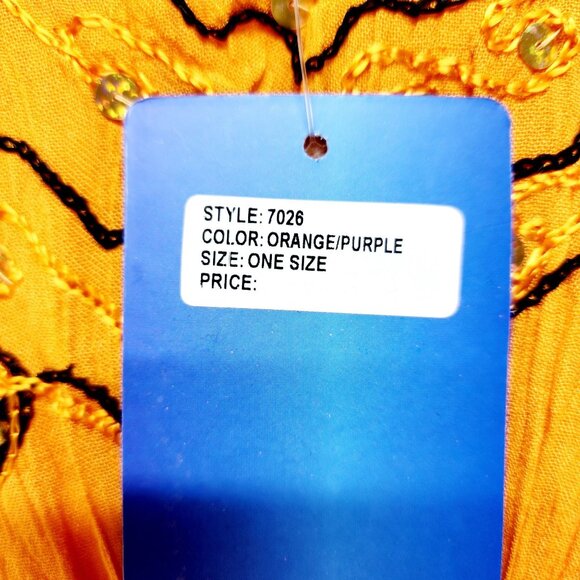 STYLE: 7026
COLOR: ORANGE/PURPLE
SIZE: ONE SIZE
PRICE: